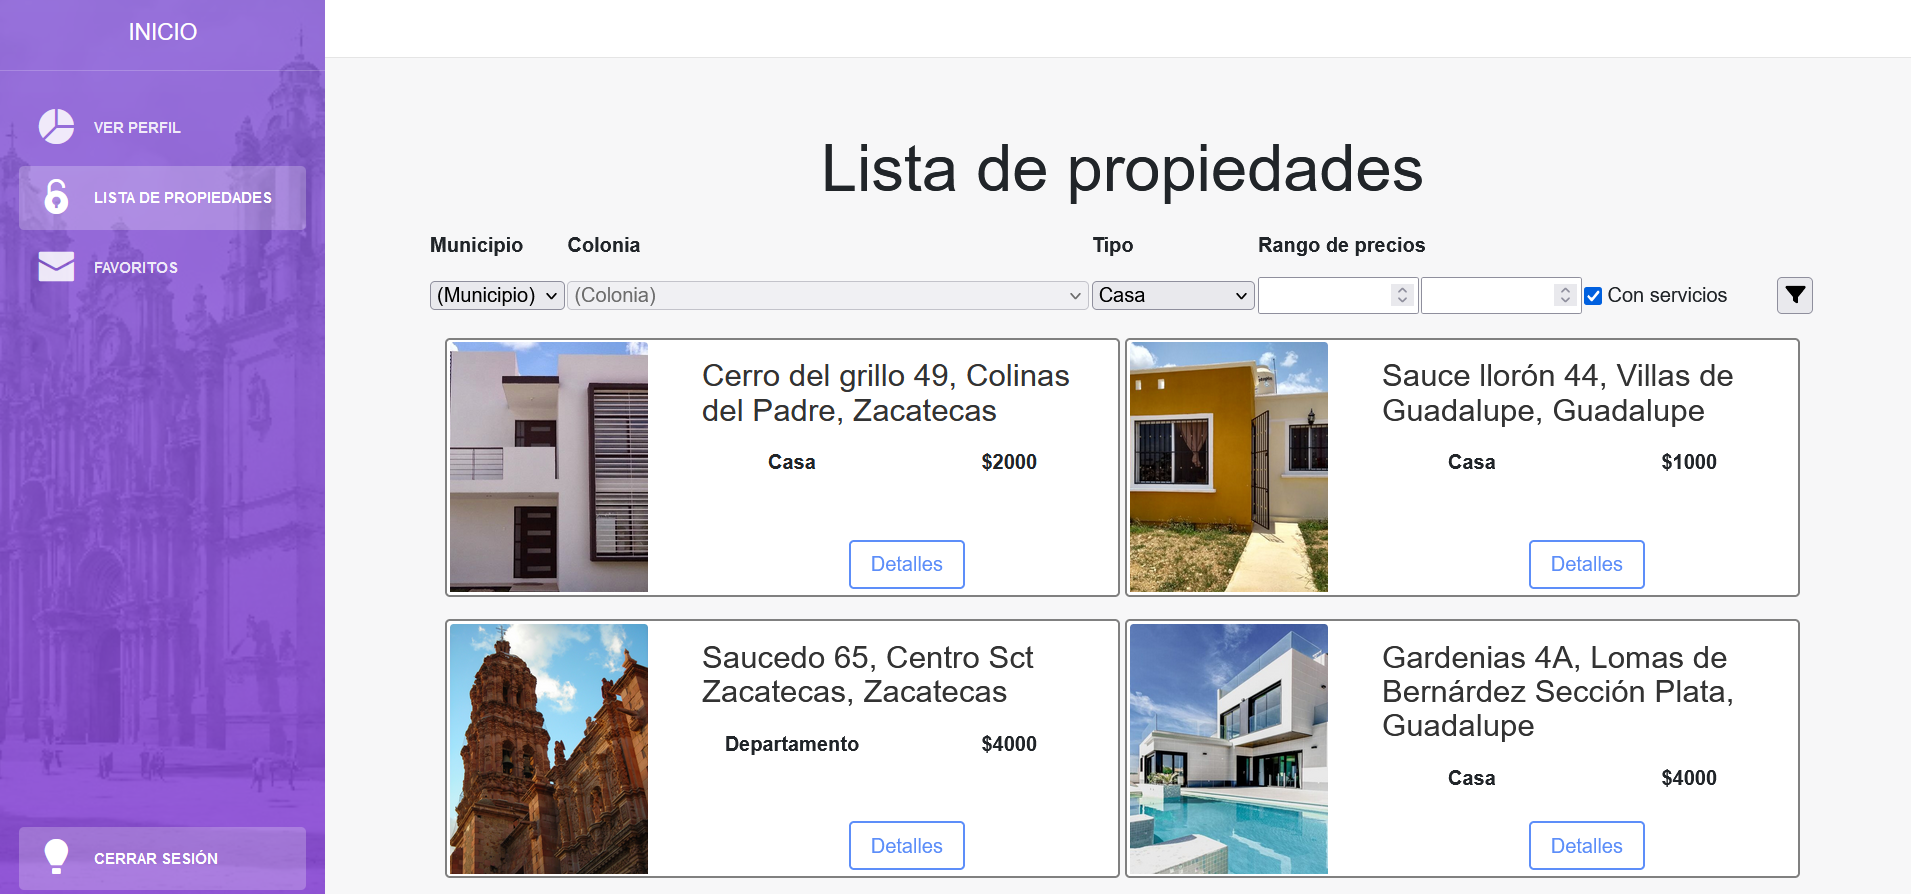 INICIO
VER PERFIL
LISTA DE PROPIEDADES
FAVORITOS
CERRAR SESIÓN
Lista de propiedades
Municipio Colonia Tipo Rango de precios
(Municipio) (Colonia) Casa Con servicios
Cerro del grillo 49, Colinas
del Padre, Zacatecas
Casa $2000
Detalles
Sauce llorón 44, Villas de
Guadalupe, Guadalupe
Casa $1000
Detalles
Saucedo 65, Centro Sct
Zacatecas, Zacatecas
Departamento $4000
Detalles
Gardenias 4A, Lomas de
Bernárdez Sección Plata,
Guadalupe
Casa $4000
Detalles